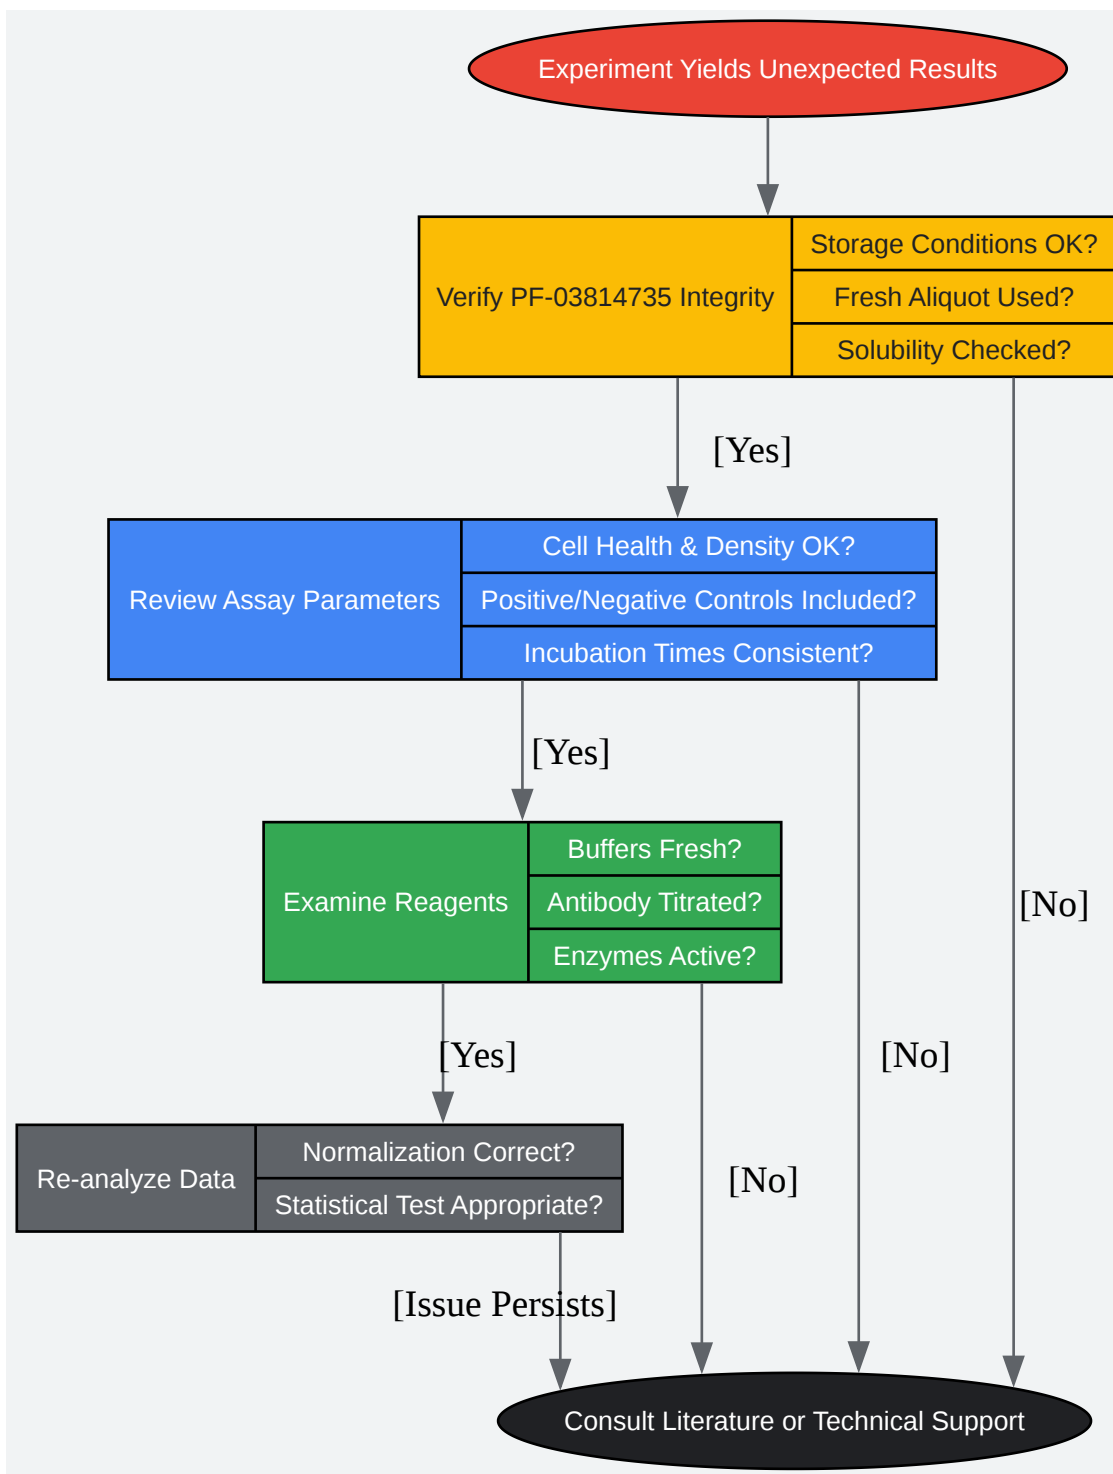 Experiment Yields Unexpected Results
Verify PF-03814735 Integrity
Storage Conditions OK?
Fresh Aliquot Used?
Solubility Checked?
[Yes]
Review Assay Parameters
Cell Health & Density OK?
Positive/Negative Controls Included?
Incubation Times Consistent?
[Yes]
Examine Reagents
Buffers Fresh?
Antibody Titrated?
Enzymes Active?
[No]
[Yes]
[No]
Re-analyze Data
Normalization Correct?
Statistical Test Appropriate?
[No]
[Issue Persists]
Consult Literature or Technical Support